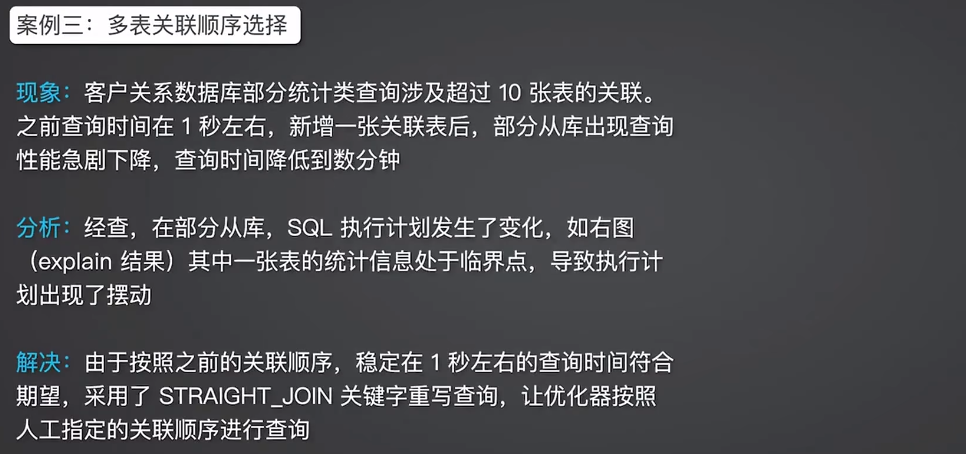 案例三：多表关联顺序选择
现象：客户关系数据库部分统计类查询涉及超过 10 张表的关联。
之前查询时间在 1 秒左右，新增一张关联表后，部分从库出现查询
性能急剧下降，查询时间降低到数分钟
分析：经查，在部分从库，SQL 执行计划发生了变化，如右图
（explain 结果）其中一张表的统计信息处于临界点，导致执行计
划出现了摆动
解决：由于按照之前的关联顺序，稳定在 1 秒左右的查询时间符合
期望，采用了 STRAIGHT_JOIN 关键字重写查询，让优化器按照
人工指定的关联顺序进行查询